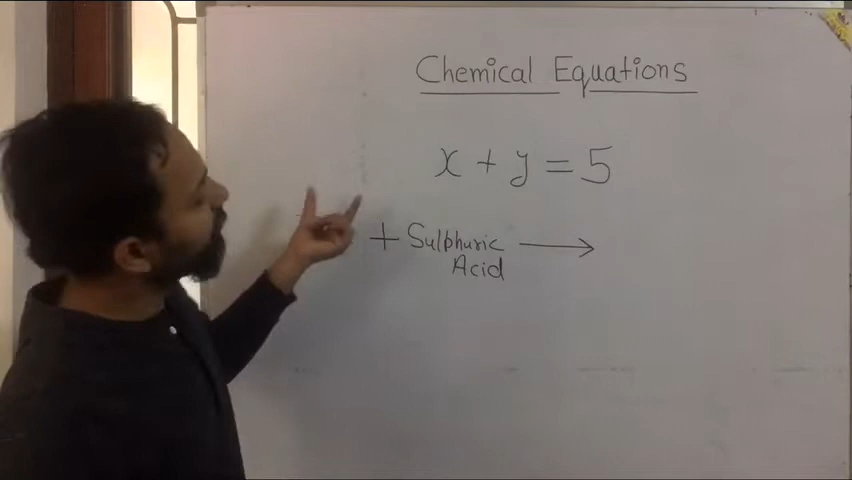 Chemical Equations
x + y = 5
+ Sulphuric ⟶
Acid